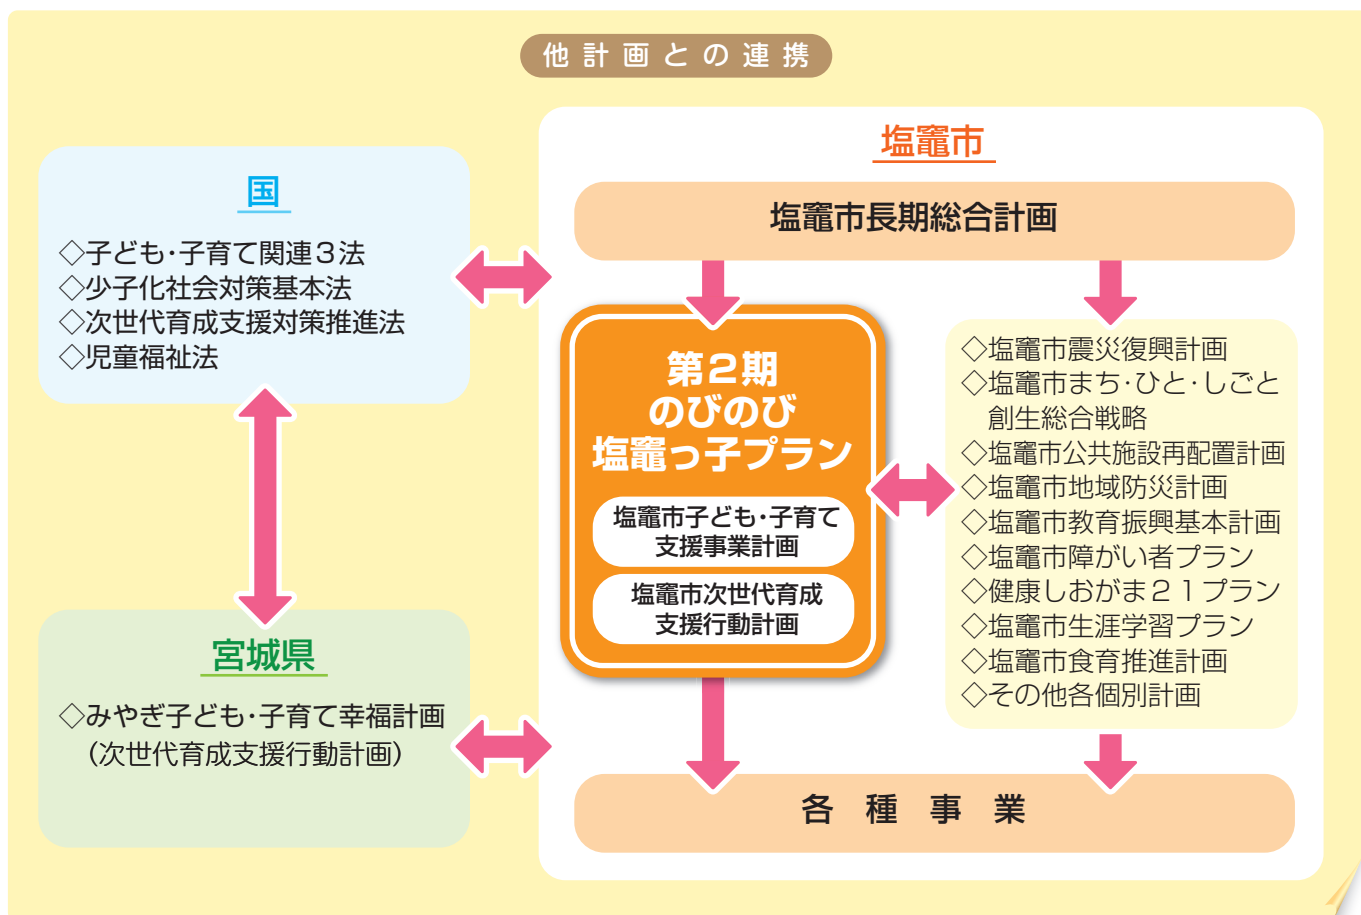 他計画との連携
国
◇子ども・子育て関連3法
◇少子化社会対策基本法
◇次世代育成支援対策推進法
◇児童福祉法
宮城県
◇みやぎ子ども・子育て幸福計画
（次世代育成支援行動計画）
塩竈市
塩竈市長期総合計画
第2期
のびのび
塩竈っ子プラン
塩竈市子ども・子育て
支援事業計画
塩竈市次世代育成
支援行動計画
◇塩竈市震災復興計画
◇塩竈市まち・ひと・しごと
創生総合戦略
◇塩竈市公共施設再配置計画
◇塩竈市地域防災計画
◇塩竈市教育振興基本計画
◇塩竈市障がい者プラン
◇健康しおがま２１プラン
◇塩竈市生涯学習プラン
◇塩竈市食育推進計画
◇その他各個別計画
各種事業